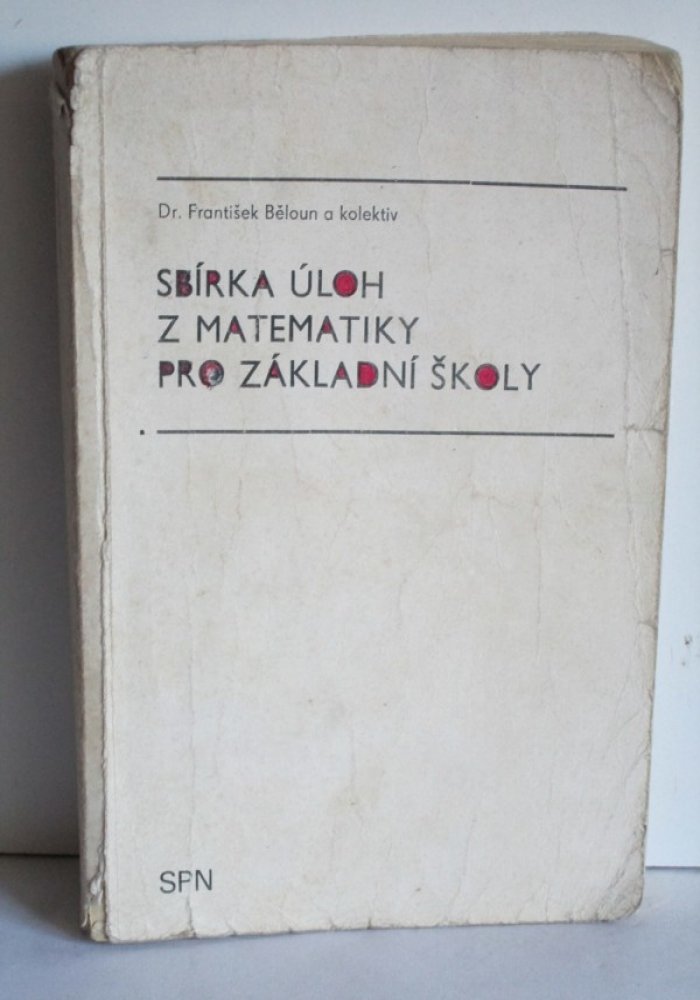 Dr. František Běloun a kolektiv
SBÍRKA ÚLOH
Z MATEMATIKY
PRO ZÁKLADNÍ ŠKOLY
SPN